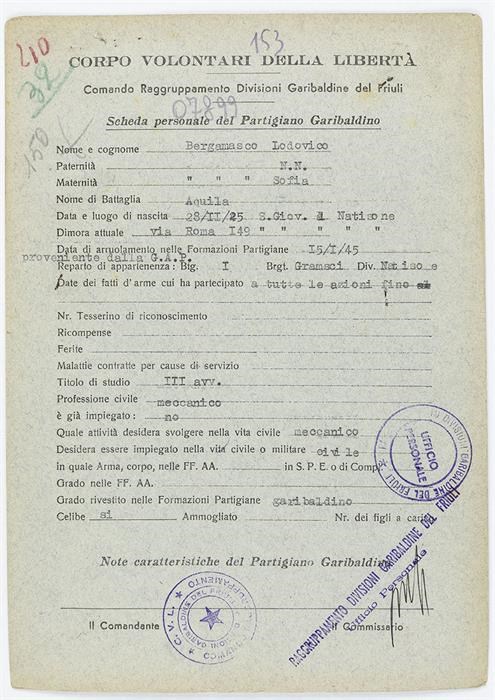 210
153
CORPO VOLONTARI DELLA LIBERTÀ
Comando Raggruppamento Divisioni Garibaldine del Friuli
07899
Scheda personale del Partigiano Garibaldino
Nome e cognome Bergamasco Lodovico
Paternità N.N.
Maternità " " " Sofia
Nome di Battaglia Aquila
Data e luogo di nascita 28/II/25 S.Giov. Natisone
Dimora attuale via Roma I49 " " " " "
Data di arruolamento nelle Formazioni Partigiane I5/I/45
proveniente dalla G.A.P.
Reparto di appartenenza: Btg. I Brgt. Gramsci Div. Natisone
Date dei fatti d'arme cui ha partecipato a tutte le azioni fino
Nr. Tesserino di riconoscimento
Ricompense
Ferite
Malattie contratte per cause di servizio
Titolo di studio III avv.
Professione civile meccanico
è già impiegato: no
Quale attività desidera svolgere nella vita civile meccanico
Desidera essere impiegato nella vita civile o militare civile
in quale Arma, corpo, nelle FF. AA. in S. P. E. o di Comp.
Grado nelle FF. AA.
Grado rivestito nelle Formazioni Partigiane garibaldino
Celibe si Ammogliato Nr. dei figli a carico
UFFICIO PERSONALE
DIVISIONI GARIBALDINE DEL FRIULI
Note caratteristiche del Partigiano Garibaldino
RAGGRUPPAMENTO DIVISIONI GARIBALDINE DEL FRIULI
Ufficio Personale
C.V.L.
Il Comandante Il Commissario